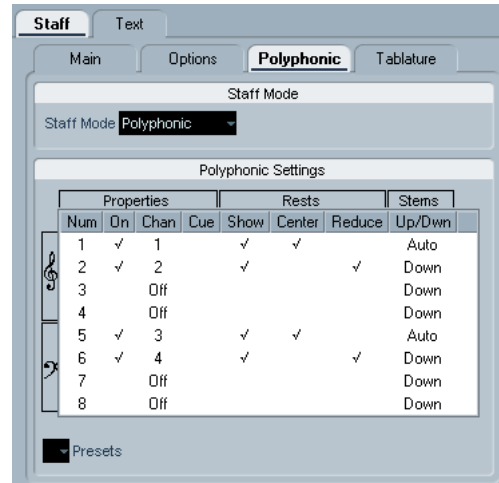 Staff Text
Main Options Polyphonic Tablature
Staff Mode
Staff Mode Polyphonic
Polyphonic Settings
Properties Rests Stems
Num On Chan Cue Show Center Reduce Up/Dwn
1 √ 1 √ √ Auto
2 √ 2 √ √ Down
3 Off Down
4 Off Down
5 √ 3 √ √ Auto
6 √ 4 √ √ Down
7 Off Down
8 Off Down
Presets